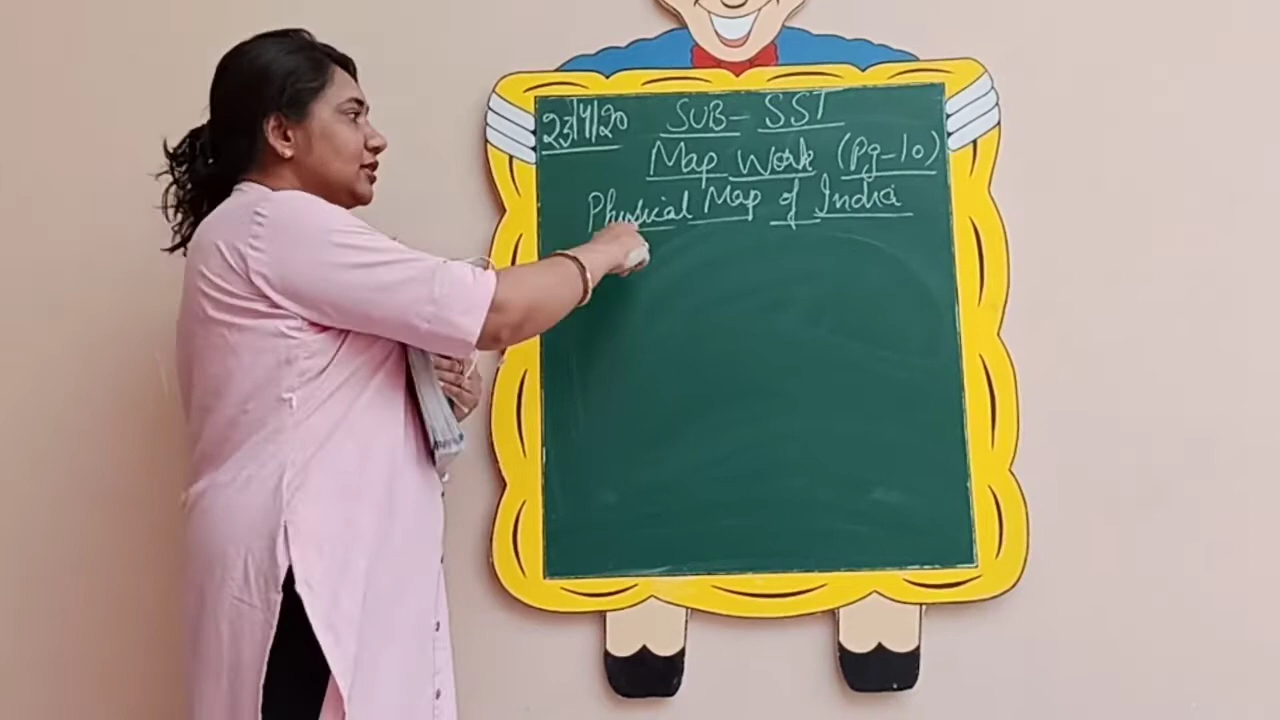 23/4/20 SUB- SST
Map Work (Pg-10)
Physical Map of India